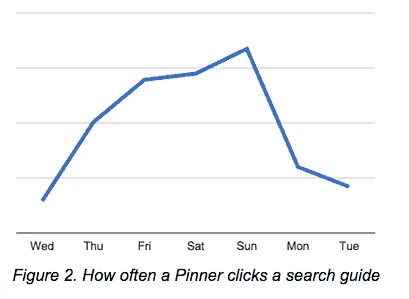 Wed Thu Fri Sat Sun Mon Tue
Figure 2. How often a Pinner clicks a search guide